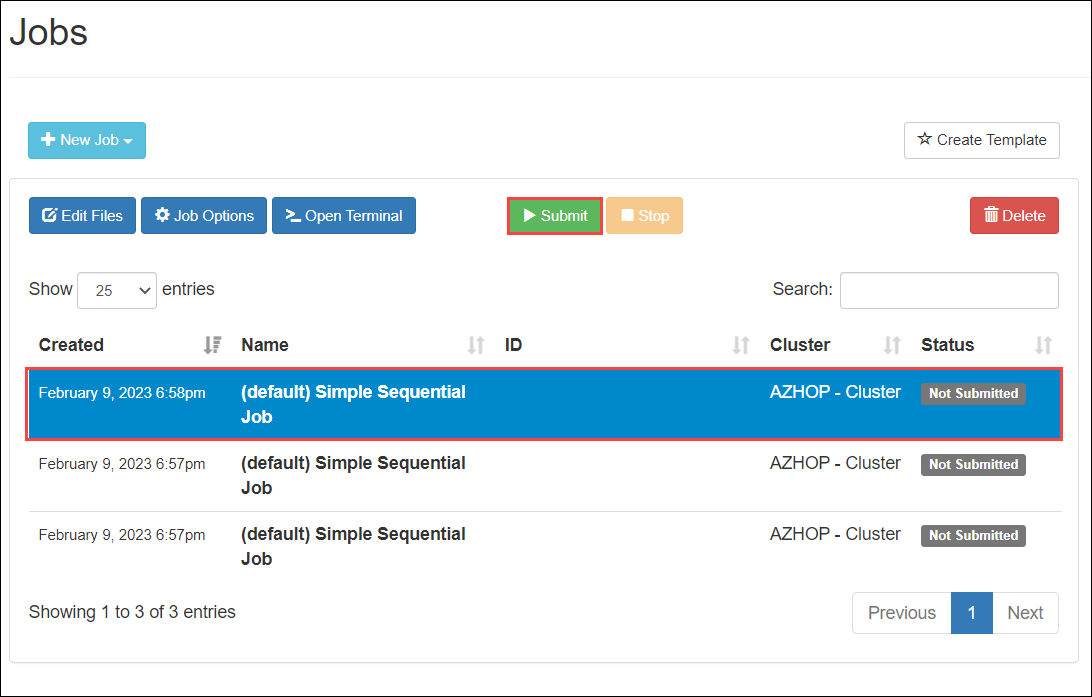 Jobs
New Job
Create Template
Edit Files Job Options Open Terminal Submit Stop Delete
Show 25 entries Search:
Created Name ID Cluster Status
February 9, 2023 6:58pm (default) Simple Sequential AZHOP - Cluster Not Submitted
Job
February 9, 2023 6:57pm (default) Simple Sequential AZHOP - Cluster Not Submitted
Job
February 9, 2023 6:57pm (default) Simple Sequential AZHOP - Cluster Not Submitted
Job
Showing 1 to 3 of 3 entries Previous 1 Next